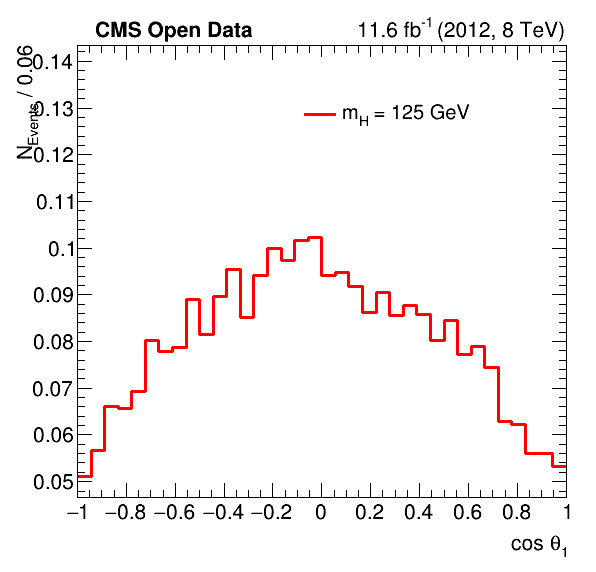 CMS Open Data 11.6 fb⁻¹ (2012, 8 TeV)
N_Events / 0.06
m_H = 125 GeV
0.14
0.13
0.12
0.11
0.1
0.09
0.08
0.07
0.06
0.05
−1 −0.8 −0.6 −0.4 −0.2 0 0.2 0.4 0.6 0.8 1
cos θ₁